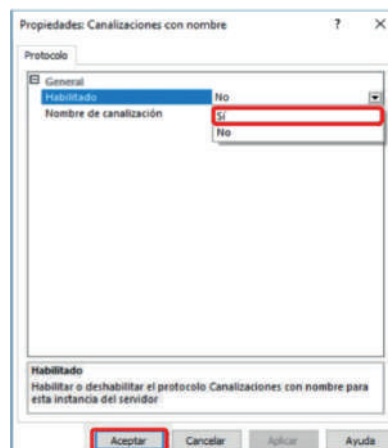 Propiedades: Canalizaciones con nombre ? ×
Protocolo
General
Habilitado No
Nombre de canalización Sí
No
Habilitado
Habilitar o deshabilitar el protocolo Canalizaciones con nombre para
esta instancia del servidor
Aceptar Cancelar Aplicar Ayuda